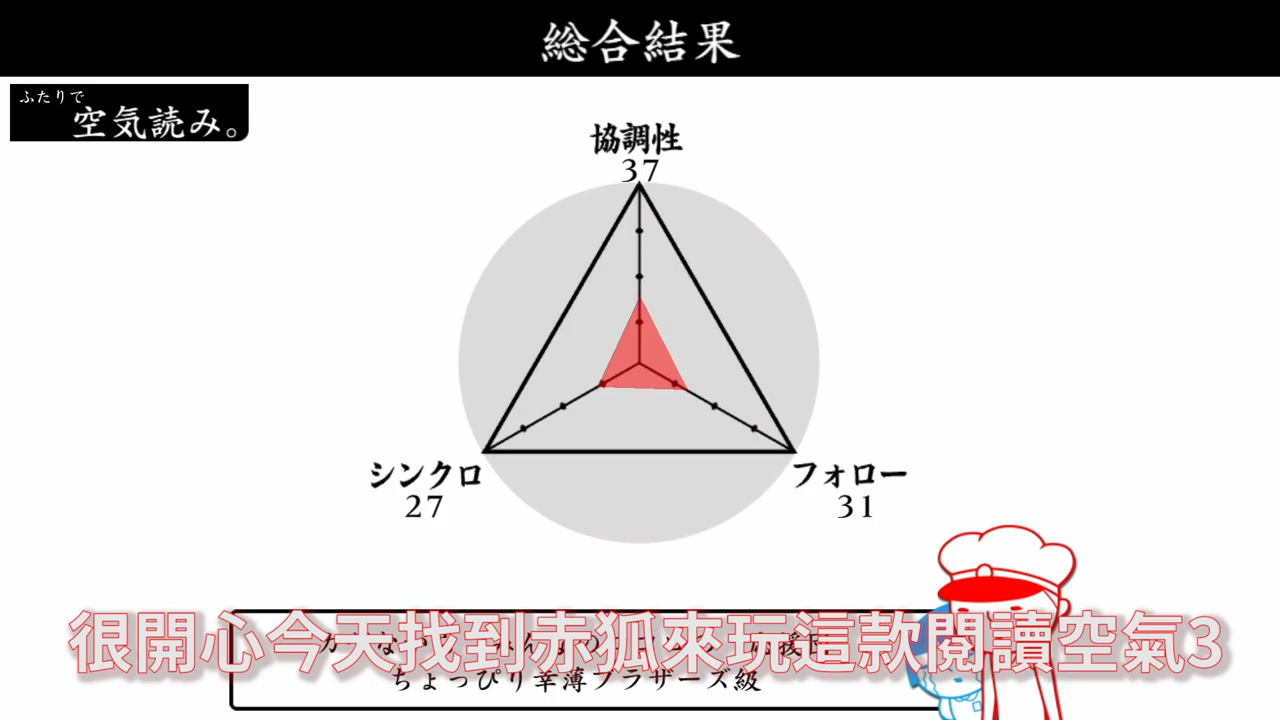 総合結果
ふたりで
空気読み。
協調性
37
シンクロ
27
フォロー
31
很開心今天找到赤狐來玩這款閱讀空氣3
ちょっぴり幸薄ブラザーズ級